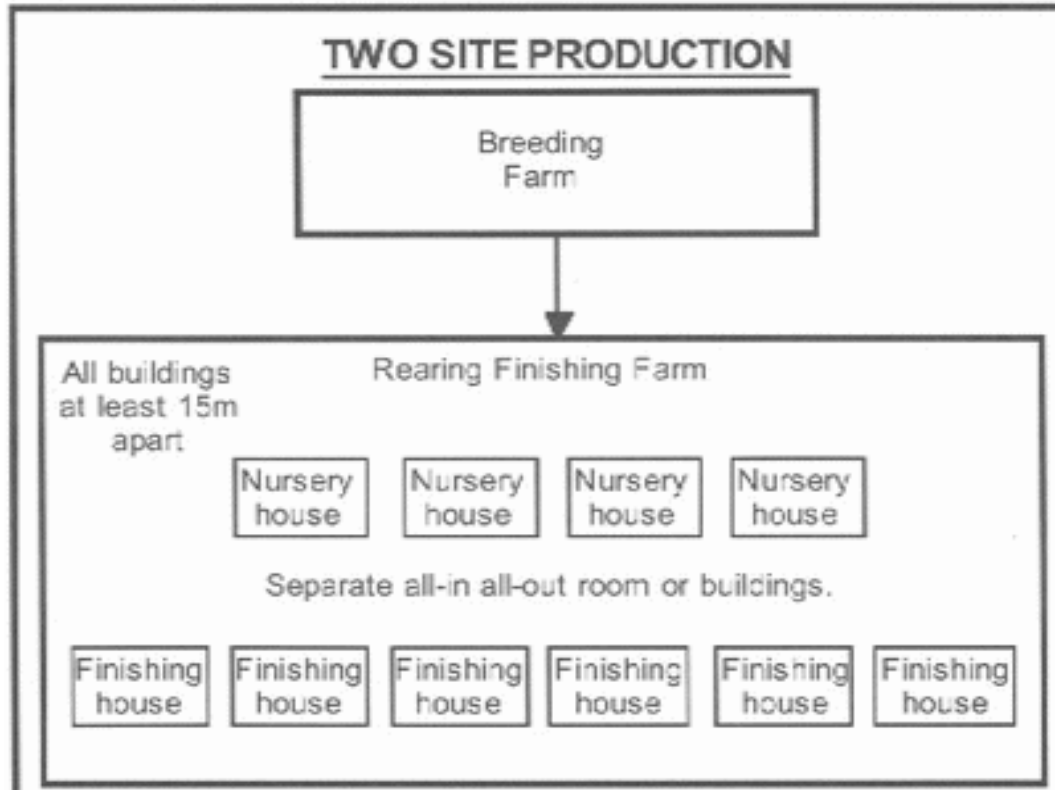 TWO SITE PRODUCTION
Breeding
Farm
Rearing Finishing Farm
All buildings
at least 15m
apart
Nursery
house
Nursery
house
Nursery
house
Nursery
house
Separate all-in all-out room or buildings.
Finishing
house
Finishing
house
Finishing
house
Finishing
house
Finishing
house
Finishing
house